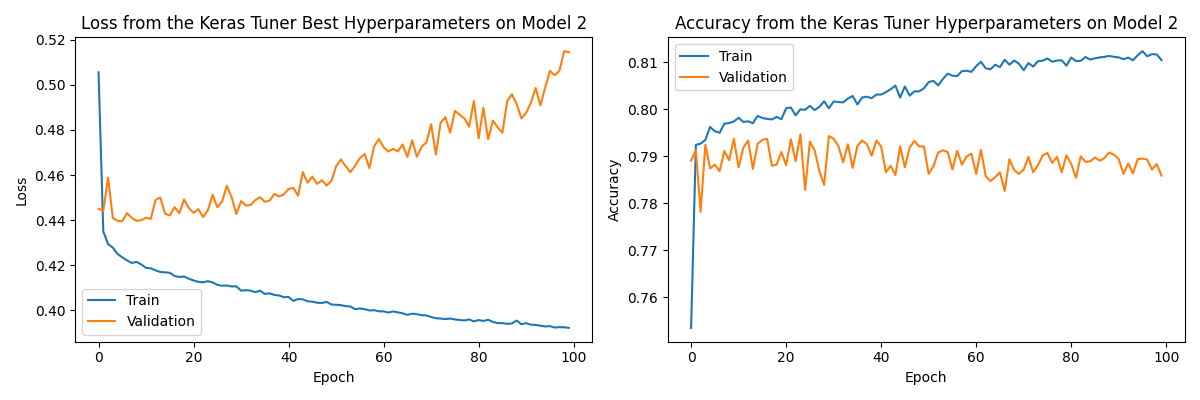 Loss from the Keras Tuner Best Hyperparameters on Model 2
0.52
0.50
0.48
0.46
0.44
0.42
0.40
Loss
Train
Validation
0
20
40
60
80
100
Epoch
Accuracy from the Keras Tuner Hyperparameters on Model 2
0.81
0.80
0.79
0.78
0.77
0.76
Accuracy
Train
Validation
0
20
40
60
80
100
Epoch